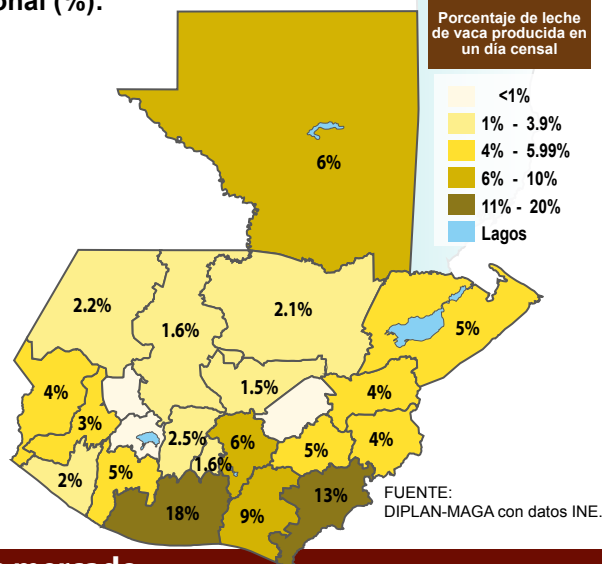 onal (%).
Porcentaje de leche
de vaca producida en
un día censal
<1%
1% - 3.9%
4% - 5.99%
6% - 10%
11% - 20%
Lagos
6%
2.2%
1.6%
2.1%
5%
1.5%
4%
4%
3%
2.5%
6%
1.6%
5%
4%
2%
5%
18%
9%
13%
FUENTE:
DIPLAN-MAGA con datos INE.